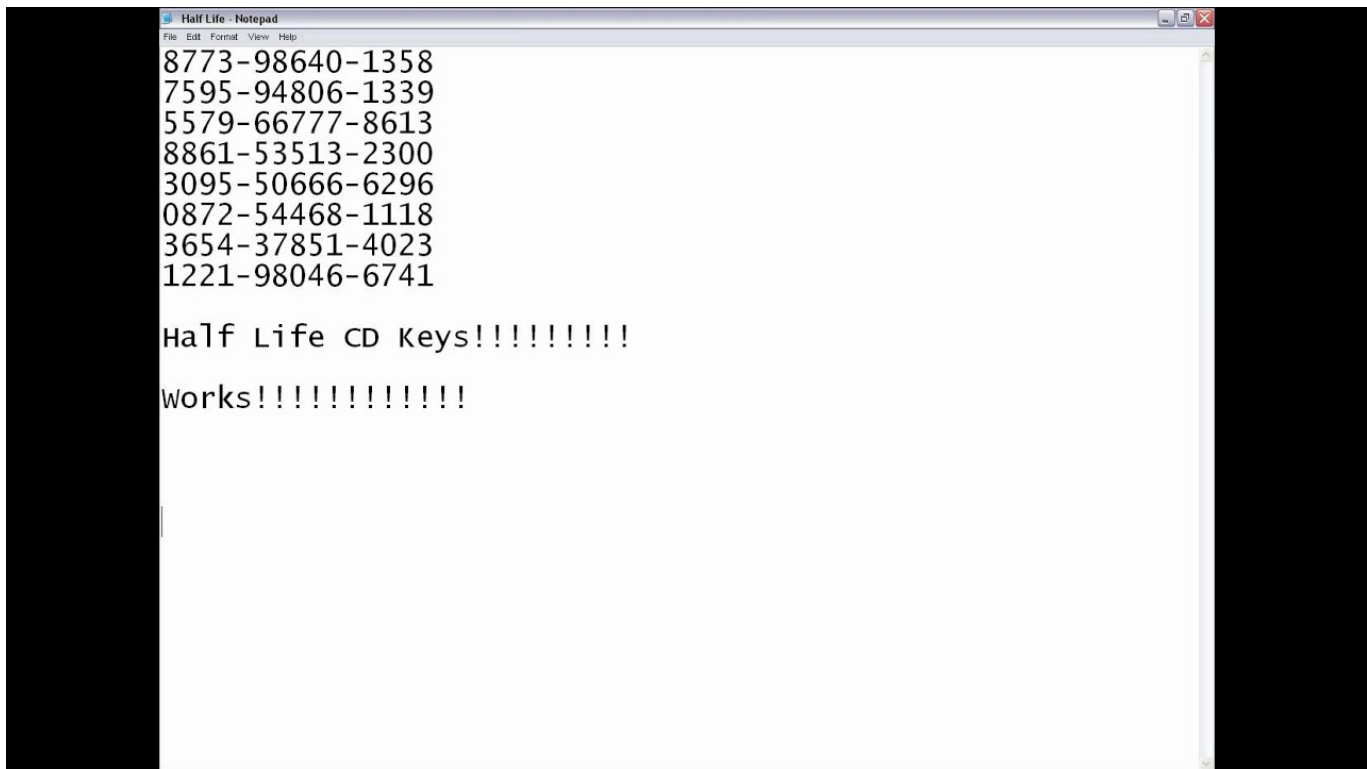 Half Life - Notepad
File Edit Format View Help
8773-98640-1358
7595-94806-1339
5579-66777-8613
8861-53513-2300
3095-50666-6296
0872-54468-1118
3654-37851-4023
1221-98046-6741
Half Life CD Keys!!!!!!!!!
Works!!!!!!!!!!!!